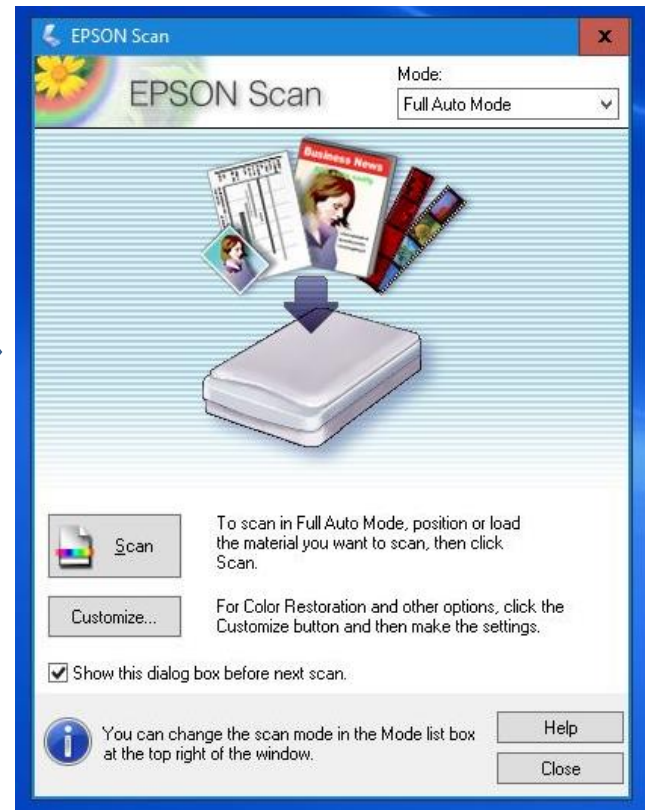 EPSON Scan
x
EPSON Scan
Mode:
Full Auto Mode
Business News
Scan
To scan in Full Auto Mode, position or load
the material you want to scan, then click
Scan.
Customize...
For Color Restoration and other options, click the
Customize button and then make the settings.
Show this dialog box before next scan.
You can change the scan mode in the Mode list box
at the top right of the window.
Help
Close